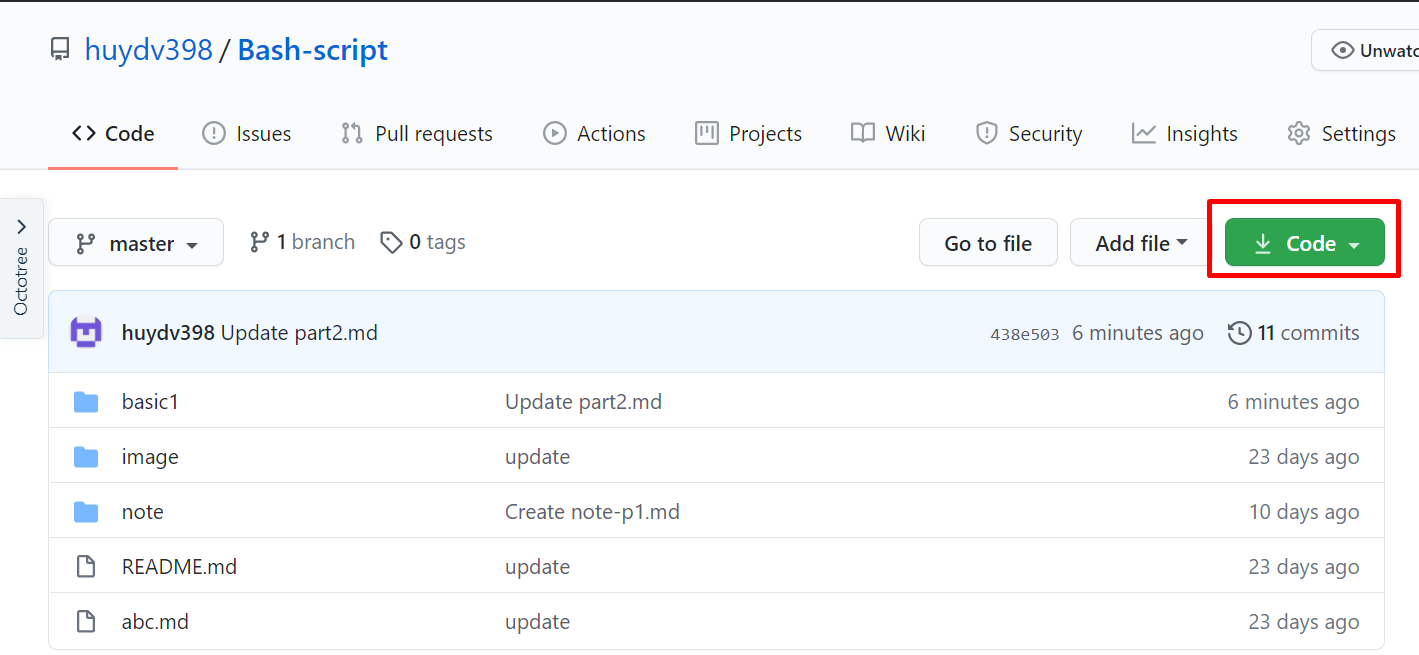 huydv398 / Bash-script
Unwatc
Code Issues Pull requests Actions Projects Wiki Security Insights Settings
Octotree
master 1 branch 0 tags Go to file Add file Code
huydv398 Update part2.md 438e503 6 minutes ago 11 commits
basic1 Update part2.md 6 minutes ago
image update 23 days ago
note Create note-p1.md 10 days ago
README.md update 23 days ago
abc.md update 23 days ago